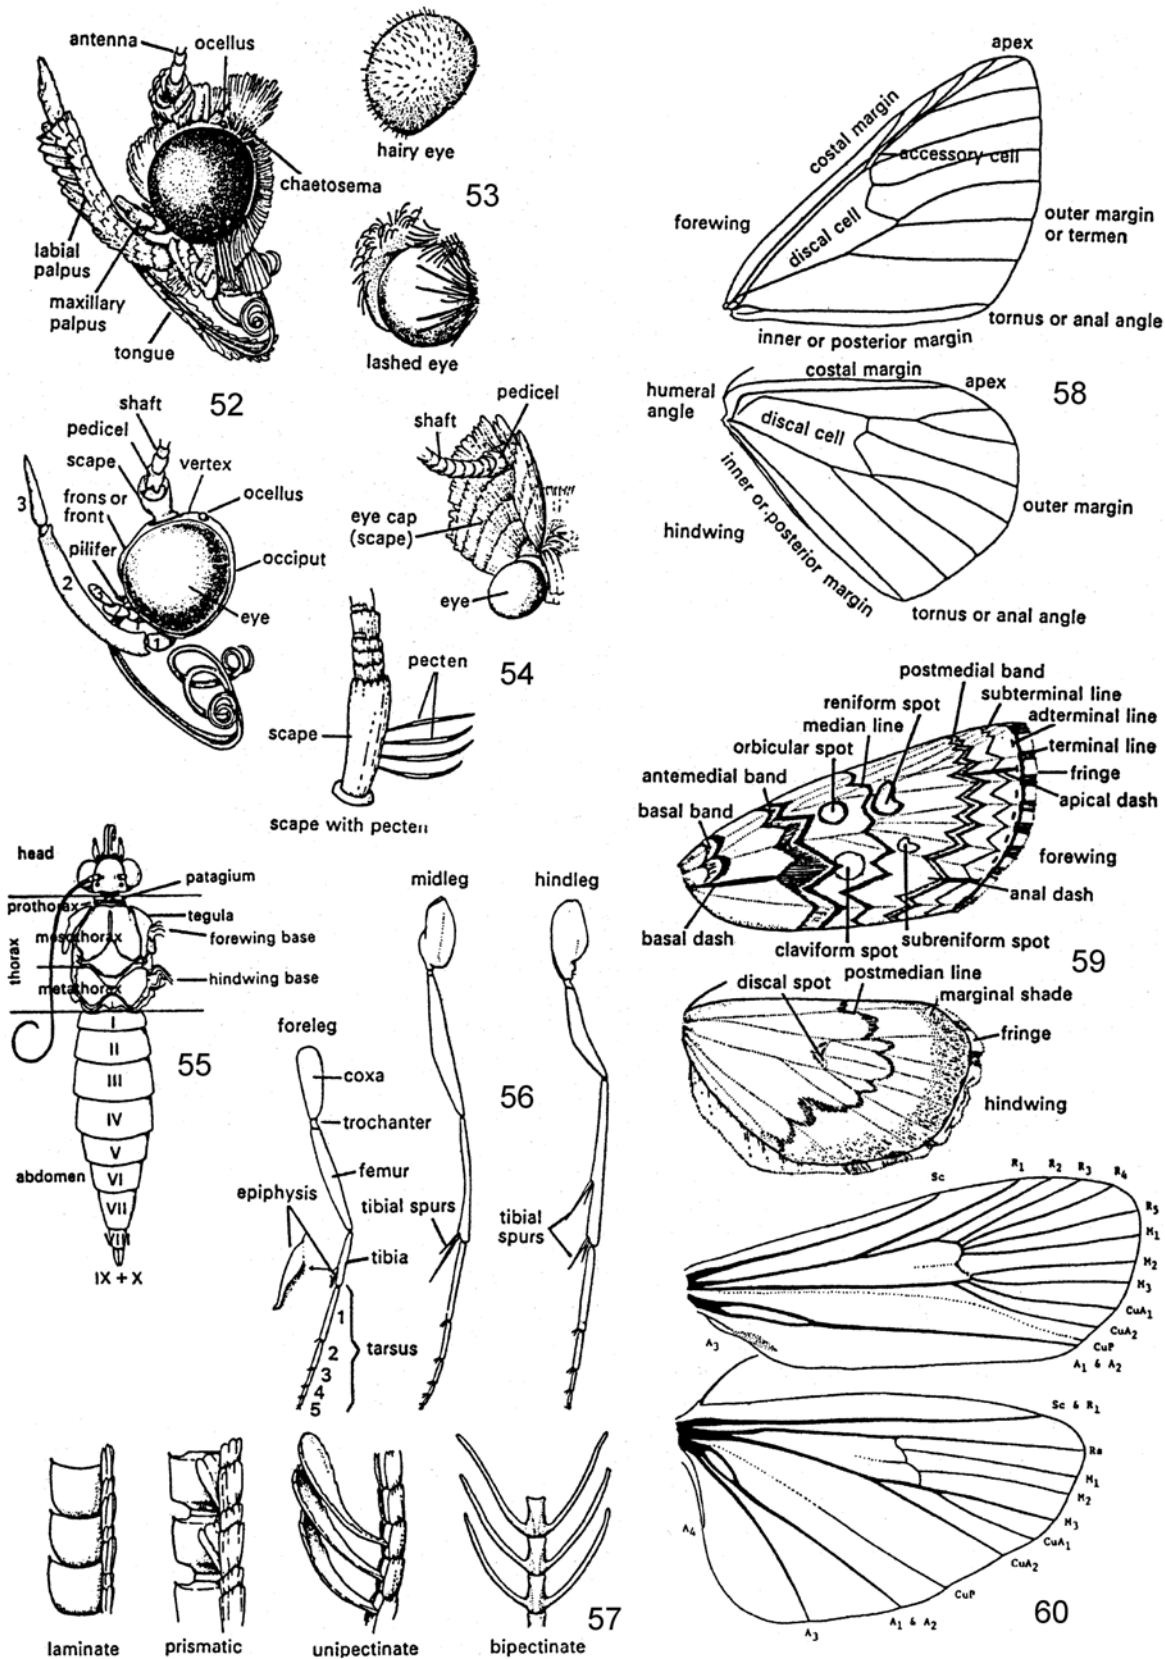 antenna
ocellus
chaetosema
labial
palpus
maxillary
palpus
tongue
52
hairy eye
53
lashed eye
shaft
pedicel
scape
vertex
ocellus
frons or
front
pilifer
occiput
eye
3
2
1
pedicel
shaft
eye cap
(scape)
eye
54
pecten
scape
scape with pecten
head
patagium
prothorax
tegula
mesothorax
forewing base
thorax
metathorax
hindwing base
I
II
III
IV
V
VI
VII
VIII
IX + X
abdomen
55
midleg
hindleg
foreleg
coxa
trochanter
femur
epiphysis
tibial spurs
tibial
spurs
tibia
1
2
3
4
5
tarsus
56
laminate
prismatic
unipectinate
bipectinate
57
apex
costal margin
accessory cell
forewing
discal cell
outer margin
or termen
tornus or anal angle
inner or posterior margin
costal margin
apex
58
humeral
angle
discal cell
inner or posterior margin
outer margin
hindwing
tornus or anal angle
postmedial band
subterminal line
reniform spot
adterminal line
median line
terminal line
orbicular spot
fringe
antemedial band
apical dash
basal band
forewing
anal dash
basal dash
subreniform spot
claviform spot
59
postmedian line
discal spot
marginal shade
fringe
hindwing
Sc
R1
R2
R3
R4
R5
M1
M2
M3
CuA1
CuA2
CuP
A1 & A2
A3
Sc & R1
Rs
M1
M2
M3
CuA1
CuA2
CuP
A1 & A2
A3
A4
60